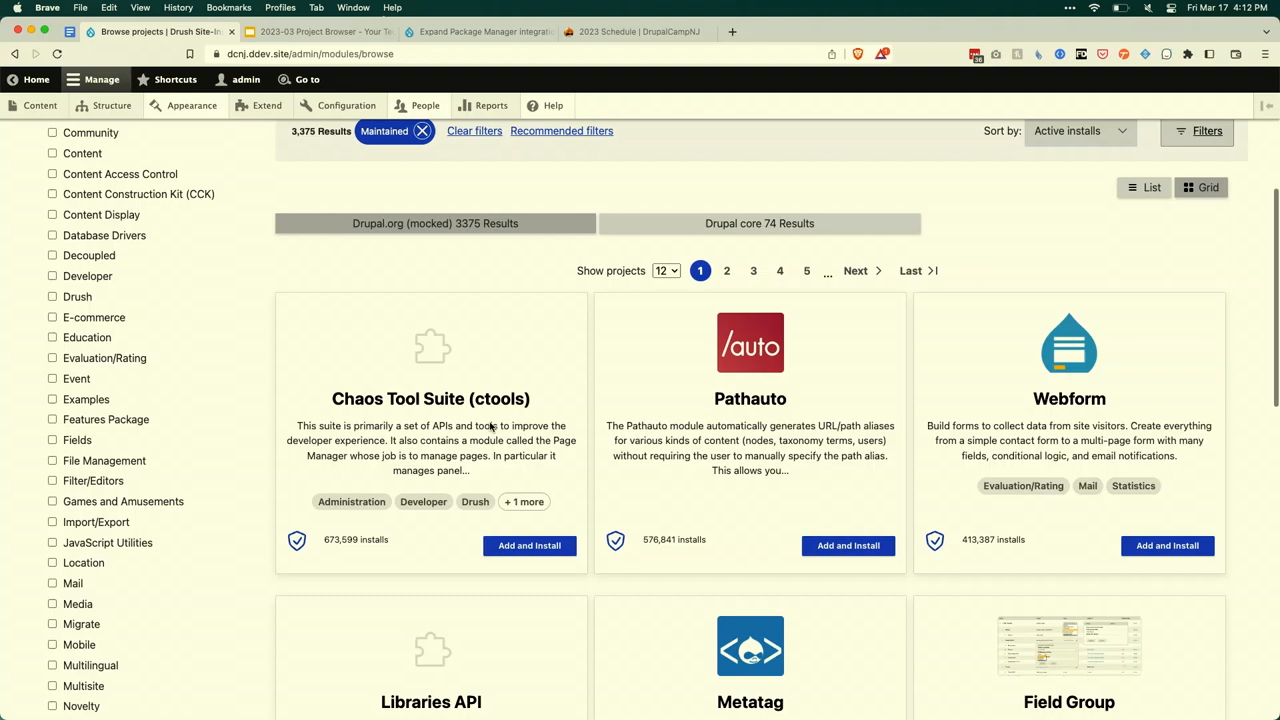 Brave File Edit View History Bookmarks Profiles Tab Window Help
Fri Mar 17 4:12 PM
Browse projects | Drush Site-In
2023-03 Project Browser - Your Te
Expand Package Manager integrati
2023 Schedule | DrupalCampNJ
dcnj.ddev.site/admin/modules/browse
Home Manage Shortcuts admin Go to
Content Structure Appearance Extend Configuration People Reports Help
3,375 Results Maintained Clear filters Recommended filters Sort by: Active installs Filters
List Grid
Drupal.org (mocked) 3375 Results Drupal core 74 Results
Show projects 12 1 2 3 4 5 ... Next Last
Community
Content
Content Access Control
Content Construction Kit (CCK)
Content Display
Database Drivers
Decoupled
Developer
Drush
E-commerce
Education
Evaluation/Rating
Event
Examples
Features Package
Fields
File Management
Filter/Editors
Games and Amusements
Import/Export
JavaScript Utilities
Location
Mail
Media
Migrate
Mobile
Multilingual
Multisite
Novelty
Chaos Tool Suite (ctools)
This suite is primarily a set of APIs and tools to improve the
developer experience. It also contains a module called the Page
Manager whose job is to manage pages. In particular it
manages panel...
Administration Developer Drush + 1 more
673,599 installs Add and Install
/auto
Pathauto
The Pathauto module automatically generates URL/path aliases
for various kinds of content (nodes, taxonomy terms, users)
without requiring the user to manually specify the path alias.
This allows you...
576,841 installs Add and Install
Webform
Build forms to collect data from site visitors. Create everything
from a simple contact form to a multi-page form with many
fields, conditional logic, and email notifications.
Evaluation/Rating Mail Statistics
413,387 installs Add and Install
Libraries API
Metatag
Field Group